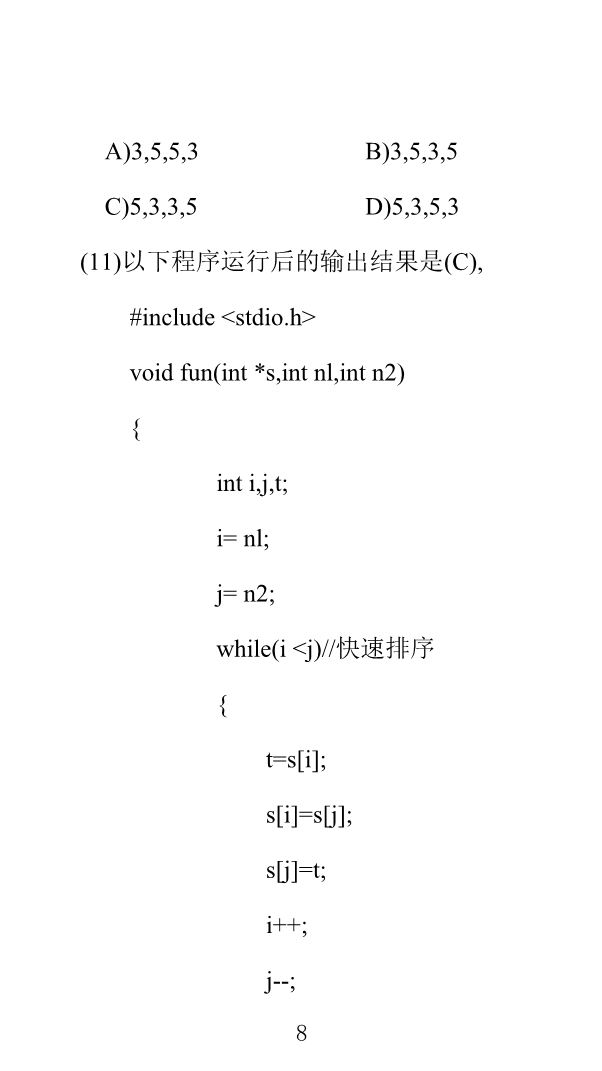 A)3,5,5,3 B)3,5,3,5
C)5,3,3,5 D)5,3,5,3
(11)以下程序运行后的输出结果是(C),
#include <stdio.h>
void fun(int *s,int nl,int n2)
{
int i,j,t;
i= nl;
j= n2;
while(i <j)//快速排序
{
t=s[i];
s[i]=s[j];
s[j]=t;
i++;
j--;
8